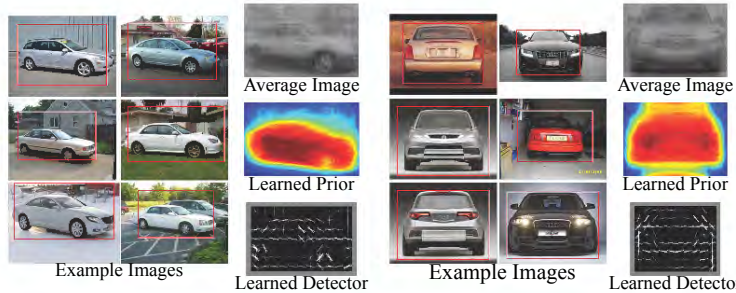 Average Image
Learned Prior
Example Images
Learned Detector
Average Image
Learned Prior
Example Images
Learned Detecto